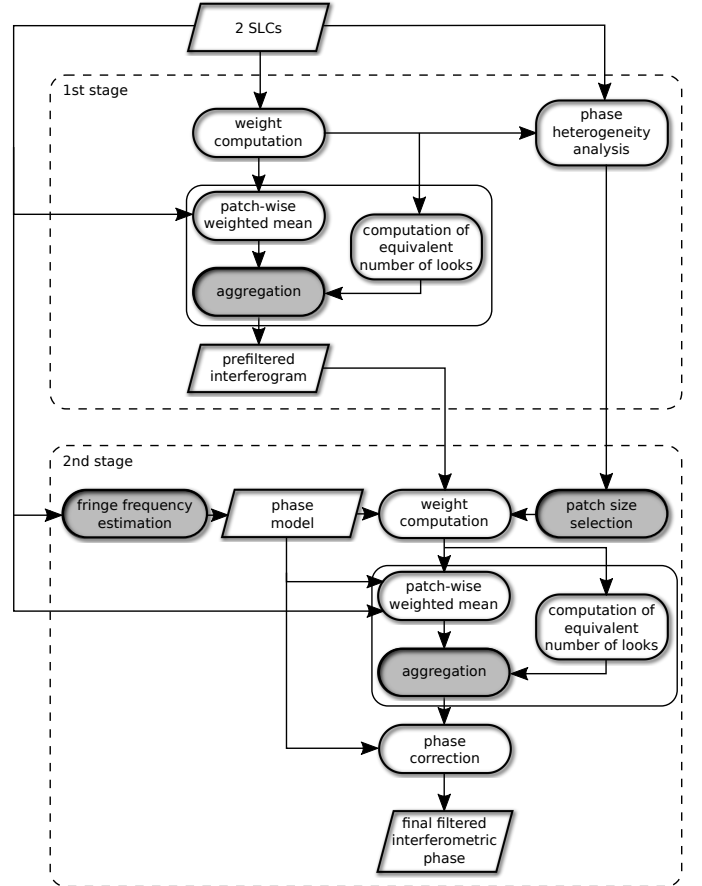 2 SLCs
1st stage
weight
computation
phase
heterogeneity
analysis
patch-wise
weighted mean
computation of
equivalent
number of looks
aggregation
prefiltered
interferogram
2nd stage
fringe frequency
estimation
phase
model
weight
computation
patch size
selection
patch-wise
weighted mean
computation of
equivalent
number of looks
aggregation
phase
correction
final filtered
interferometric
phase